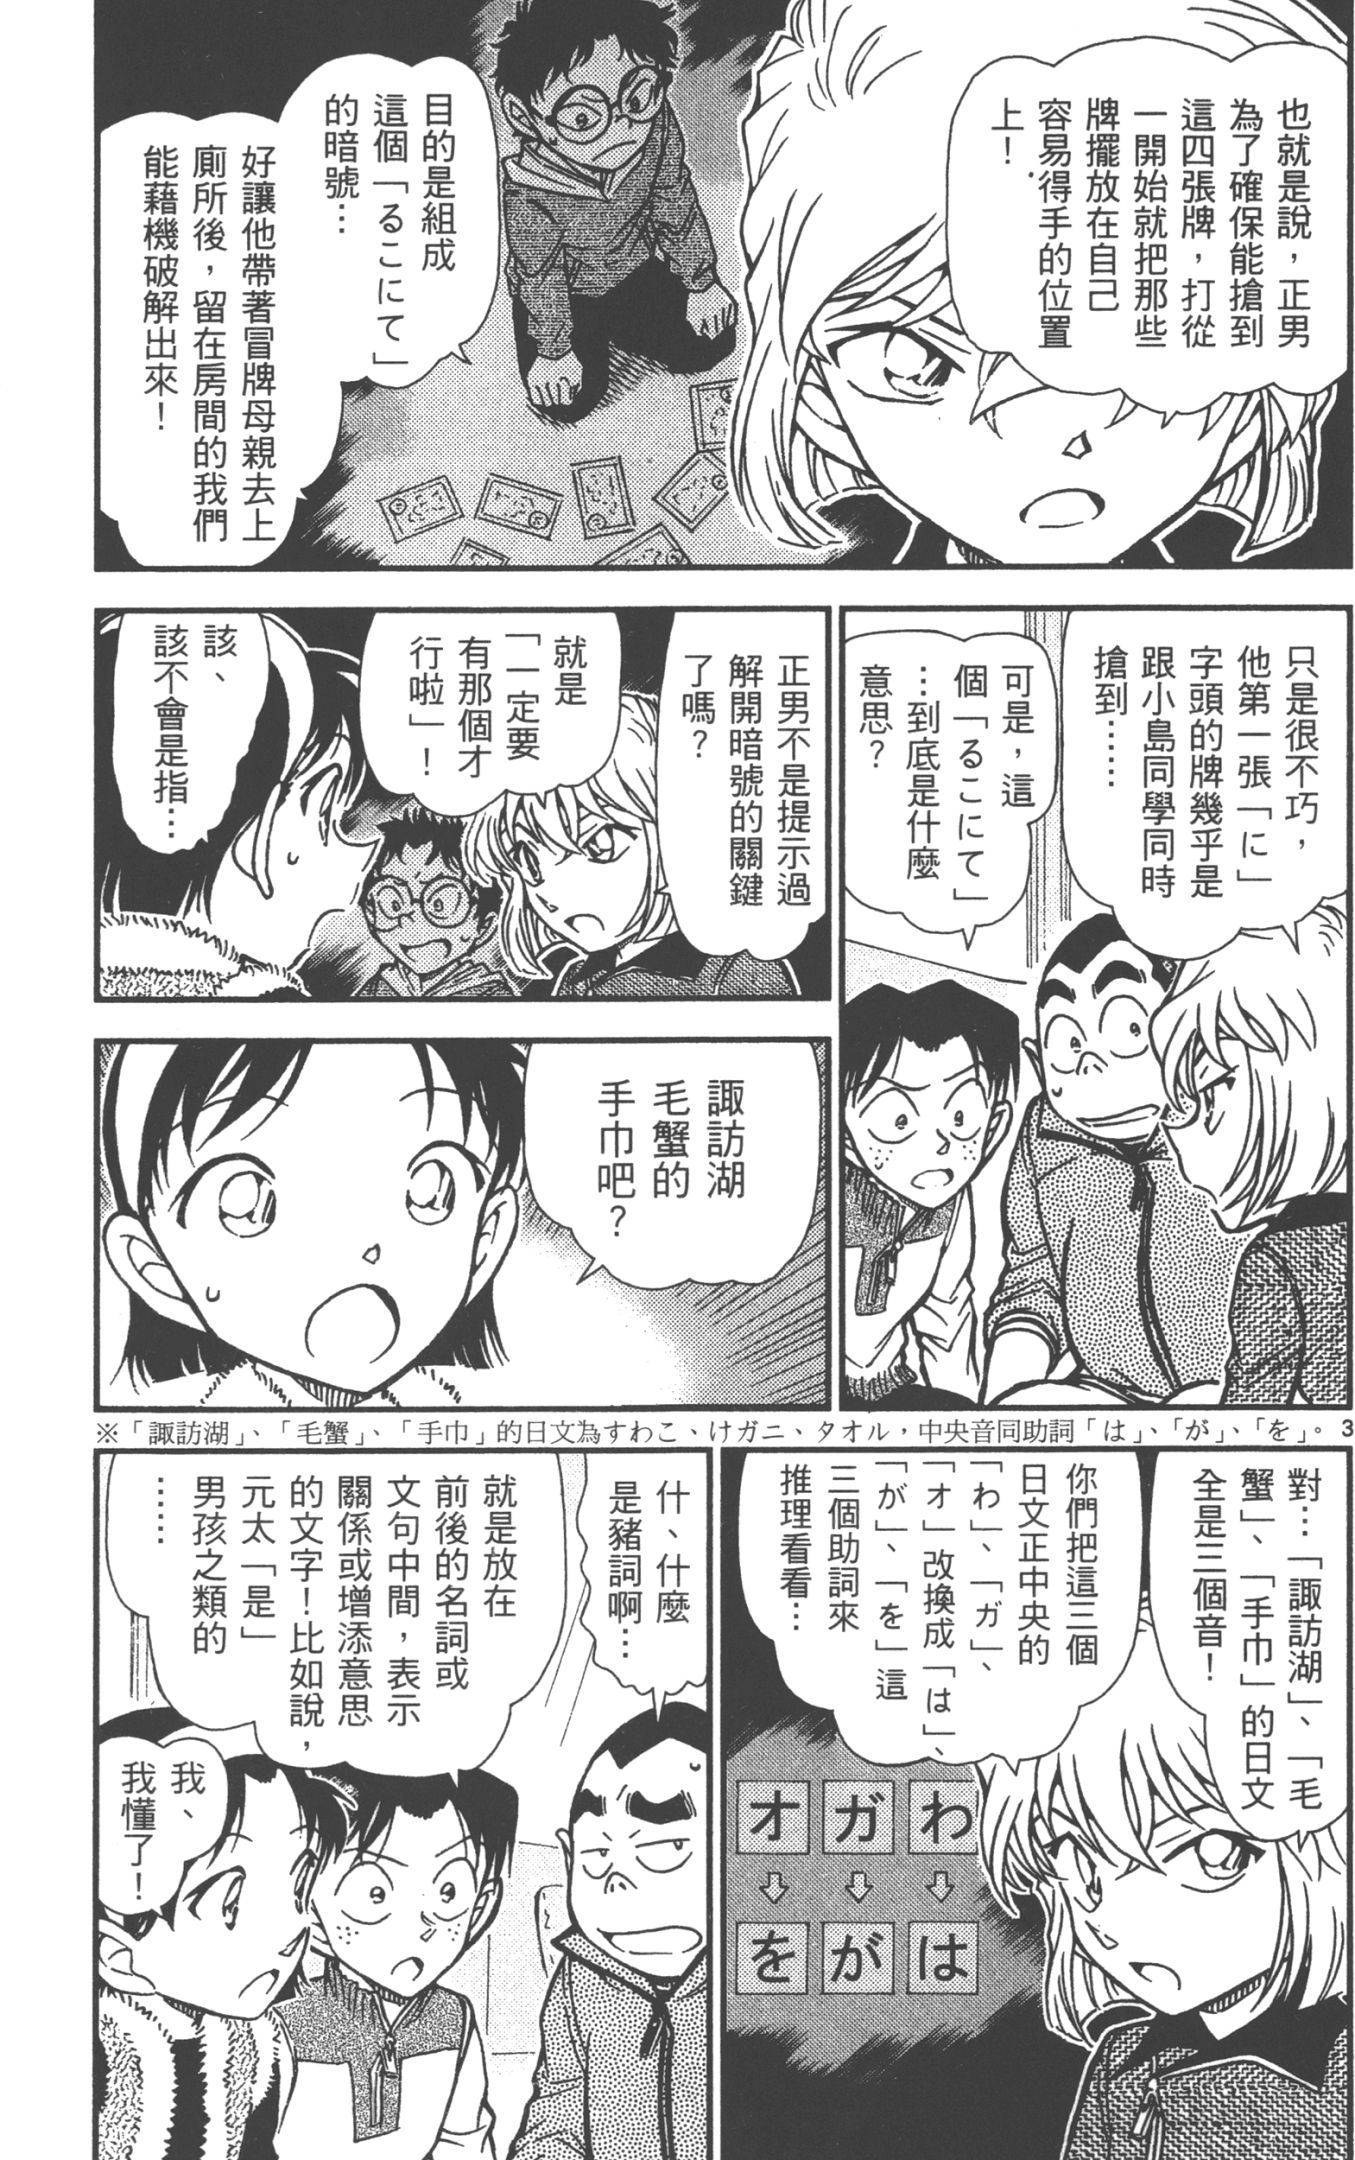 也就是說，正男
為了確保能搶到
這四張牌，打從
一開始就把那些
牌擺放在自己
容易得手的位置
上！
目的是組成
這個「るこにて」
的暗號…
好讓他帶著冒牌母親去上
廁所後，留在房間的我們
能藉機破解出來！
只是很不巧，
他第一張「に」
字頭的牌幾乎是
跟小島同學同時
搶到……
可是，這
個「るこにて」
…到底是什麼
意思？
正男不是提示過
解開暗號的關鍵
了嗎？
就是
「一定要
有那個才
行啦」！
該、
該不會是指…
諏訪湖
毛蟹的
手巾吧？
※「諏訪湖」、「毛蟹」、「手巾」的日文為すわこ、けガニ、タオル，中央音同助詞「は」、「が」、「を」。
3
對…「諏訪湖」、「毛
蟹」、「手巾」的日文
全是三個音！
你們把這三個
日文正中央的
「わ」、「ガ」、
「オ」改換成「は」、
「が」、「を」這
三個助詞來
推理看看…
わ
ガ
オ
は
が
を
什、什麼
是豬詞啊…
就是放在
前後的名詞或
文句中間，表示
關係或增添意思
的文字！比如說，
元太「是」
男孩之類的
……
我、
我懂了！